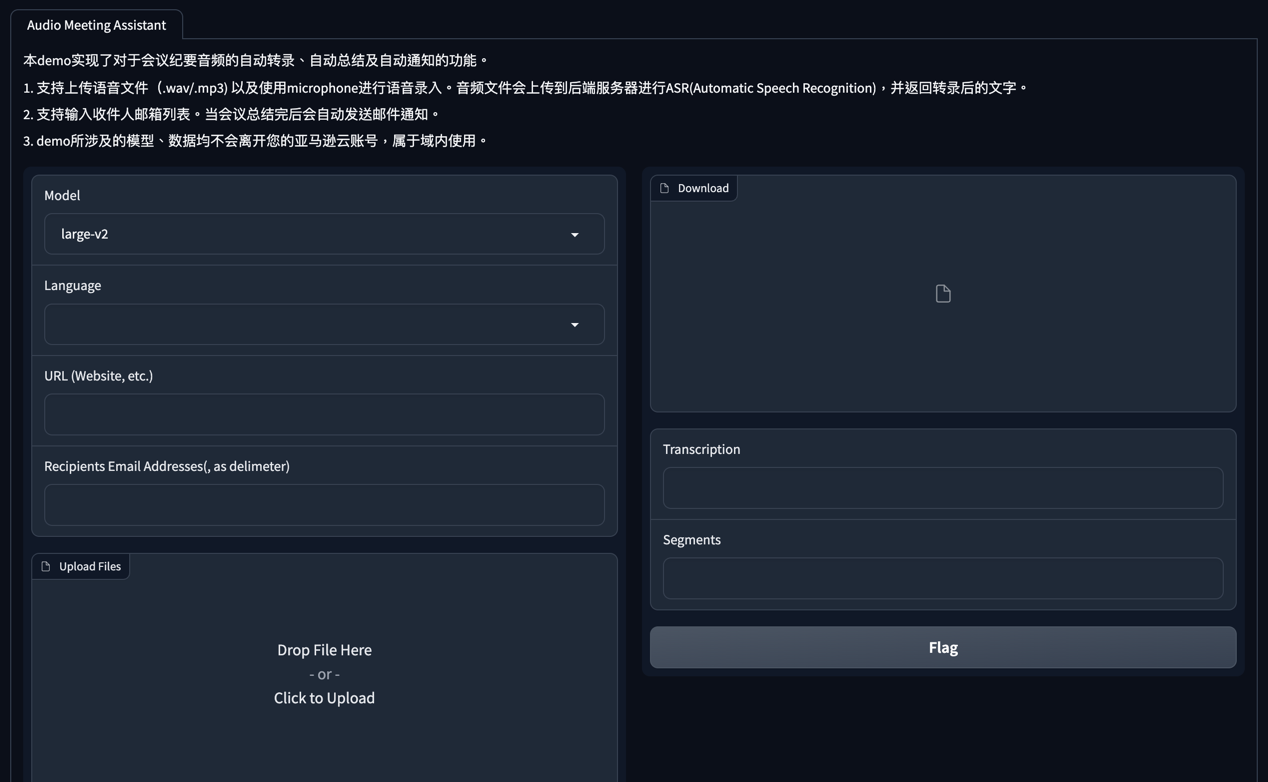 Audio Meeting Assistant
本demo实现了对于会议纪要音频的自动转录、自动总结及自动通知的功能。
1. 支持上传语音文件（.wav/.mp3) 以及使用microphone进行语音录入。音频文件会上传到后端服务器进行ASR(Automatic Speech Recognition)，并返回转录后的文字。
2. 支持输入收件人邮箱列表。当会议总结完后会自动发送邮件通知。
3. demo所涉及的模型、数据均不会离开您的亚马逊云账号，属于域内使用。
Model
large-v2
Language
URL (Website, etc.)
Recipients Email Addresses(, as delimeter)
Upload Files
Drop File Here
- or -
Click to Upload
Download
Transcription
Segments
Flag